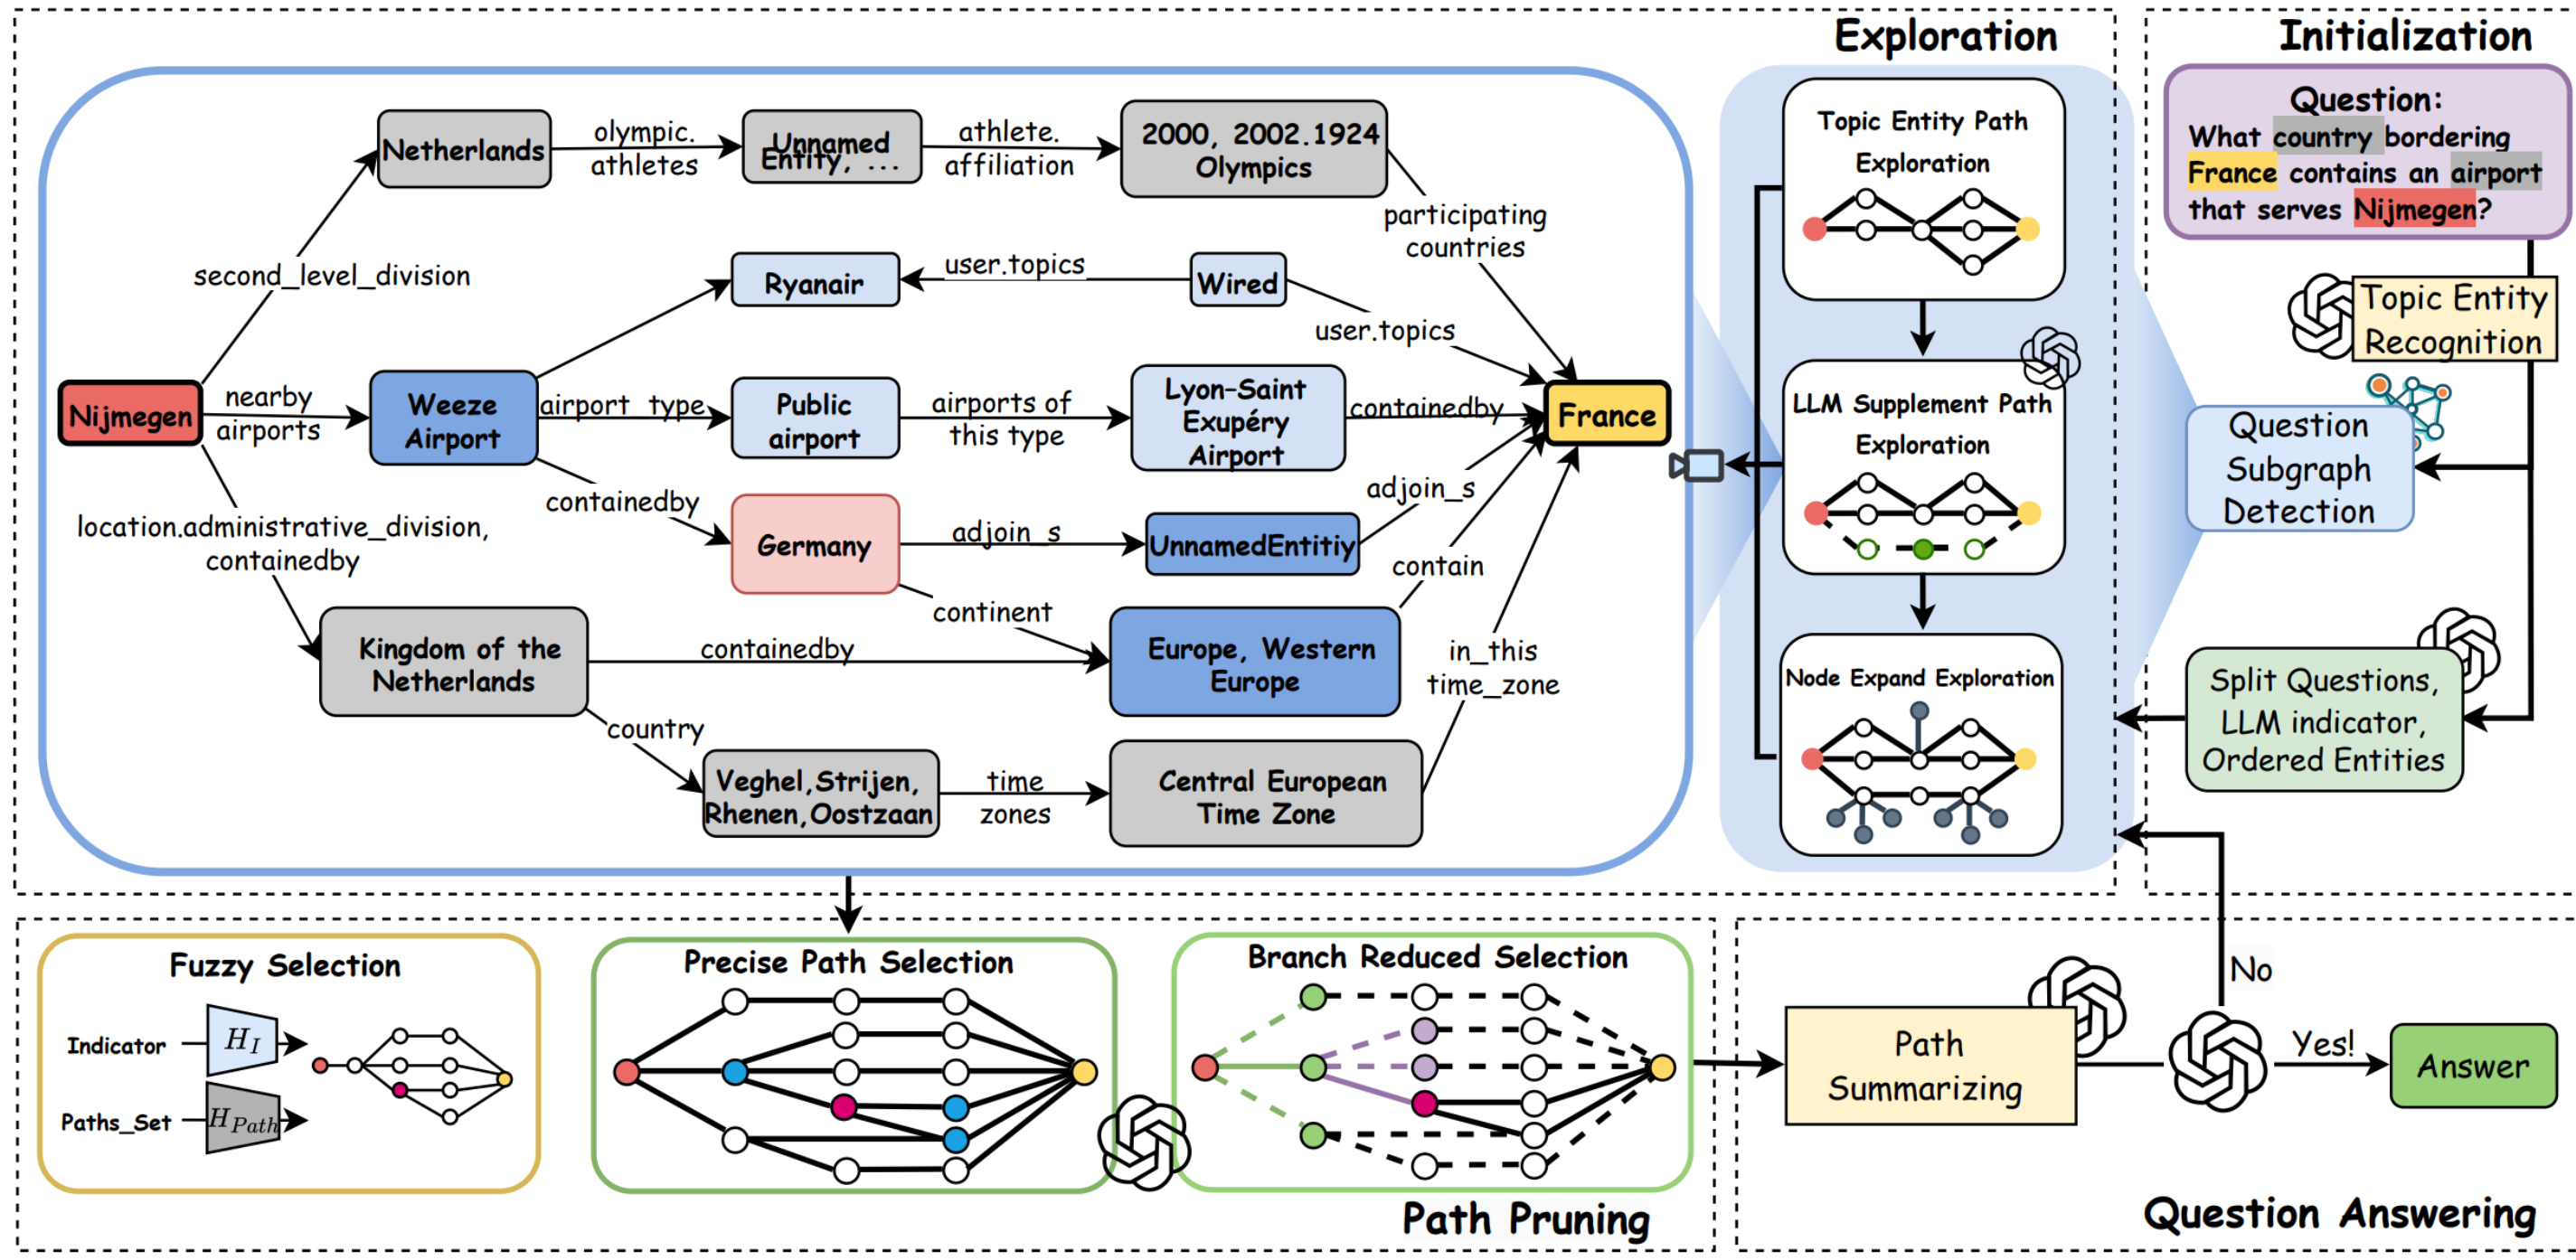 Exploration
Initialization
Question:
What country bordering
France contains an airport
that serves Nijmegen?
Topic Entity
Recognition
Question
Subgraph
Detection
Split Questions,
LLM indicator,
Ordered Entities
Topic Entity Path
Exploration
LLM Supplement Path
Exploration
Node Expand Exploration
Netherlands
olympic.
athletes
Unnamed
Entity, ...
athlete.
affiliation
2000, 2002.1924
Olympics
participating
countries
second_level_division
Ryanair
user.topics
Wired
user.topics
Nijmegen
nearby
airports
Weeze
Airport
airport_type
Public
airport
airports of
this type
Lyon-Saint
Exupéry
Airport
containedby
France
containedby
Germany
adjoin_s
UnnamedEntitiy
adjoin_s
location.administrative_division,
containedby
continent
contain
Kingdom of the
Netherlands
containedby
Europe, Western
Europe
in_this
time_zone
country
Veghel,Strijen,
Rhenen,Oostzaan
time
zones
Central European
Time Zone
Fuzzy Selection
Indicator
H_I
Paths_Set
H_Path
Precise Path Selection
Branch Reduced Selection
Path Pruning
Path
Summarizing
No
Yes!
Answer
Question Answering